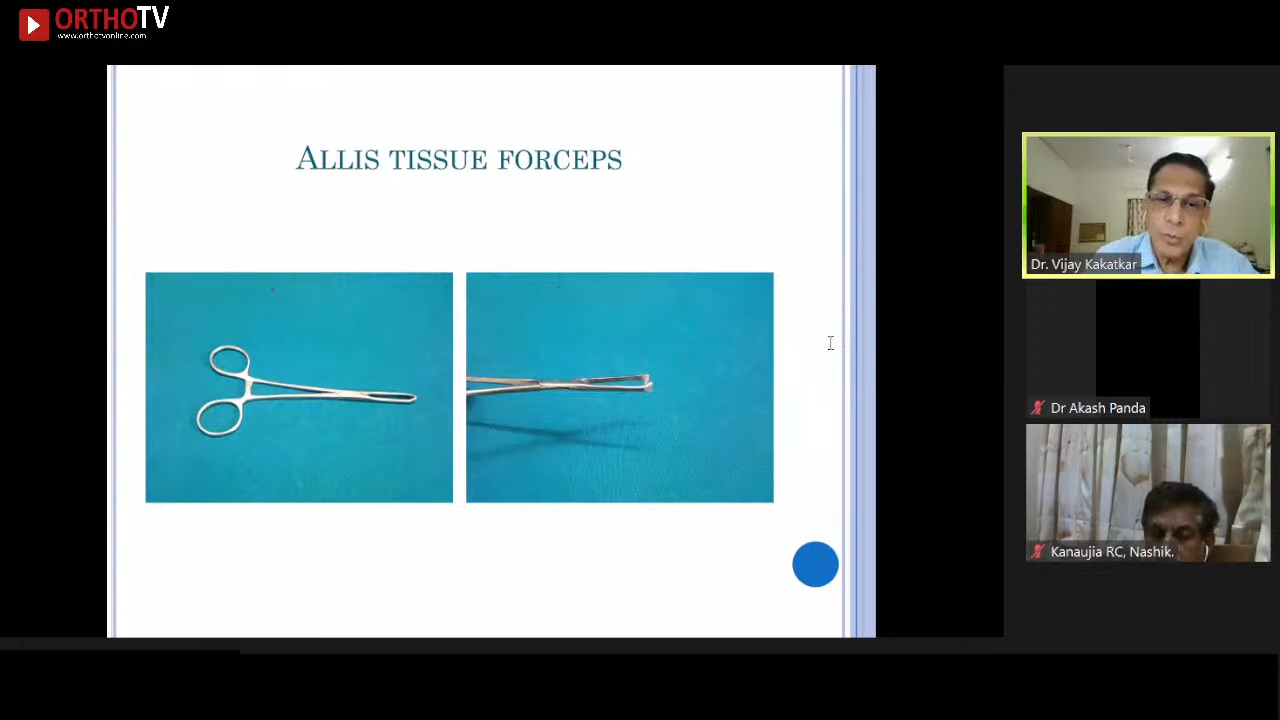 ORTHOTV
www.orthotvonline.com
ALLIS TISSUE FORCEPS
Dr. Vijay Kakatkar
Dr Akash Panda
Kanaujia RC, Nashik.